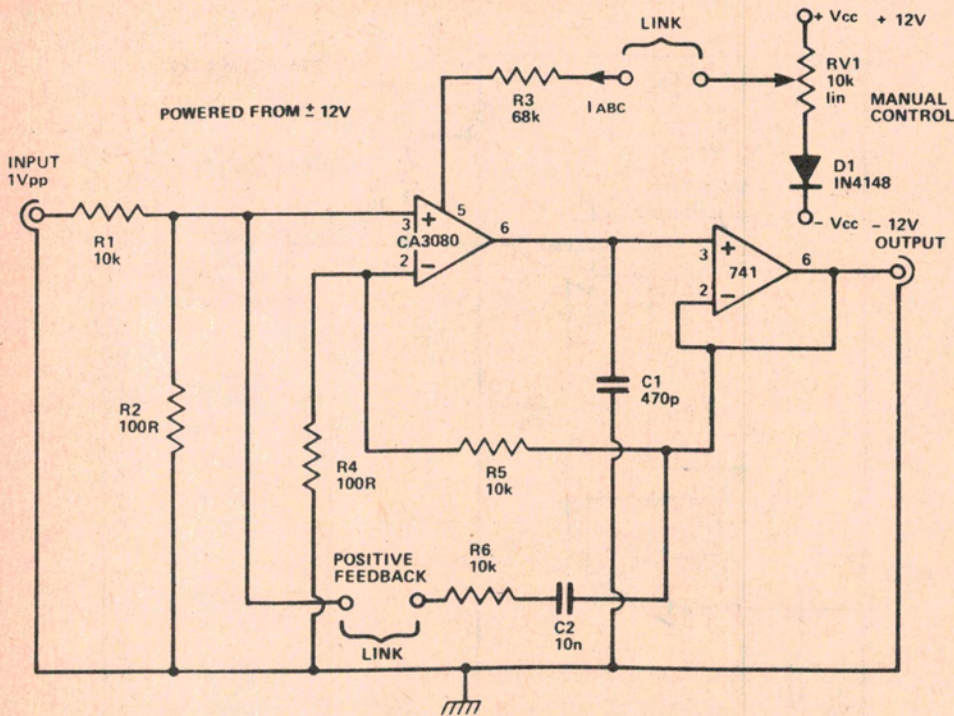 LINK
+ Vcc + 12V
RV1
10k
lin
MANUAL
CONTROL
R3
68k
I ABC
POWERED FROM ± 12V
D1
IN4148
INPUT
1Vpp
- Vcc - 12V
OUTPUT
R1
10k
3
+
5
CA3080
6
2
−
3
+
741
6
2
−
R2
100R
C1
470p
R4
100R
R5
10k
POSITIVE
FEEDBACK
R6
10k
C2
10n
LINK